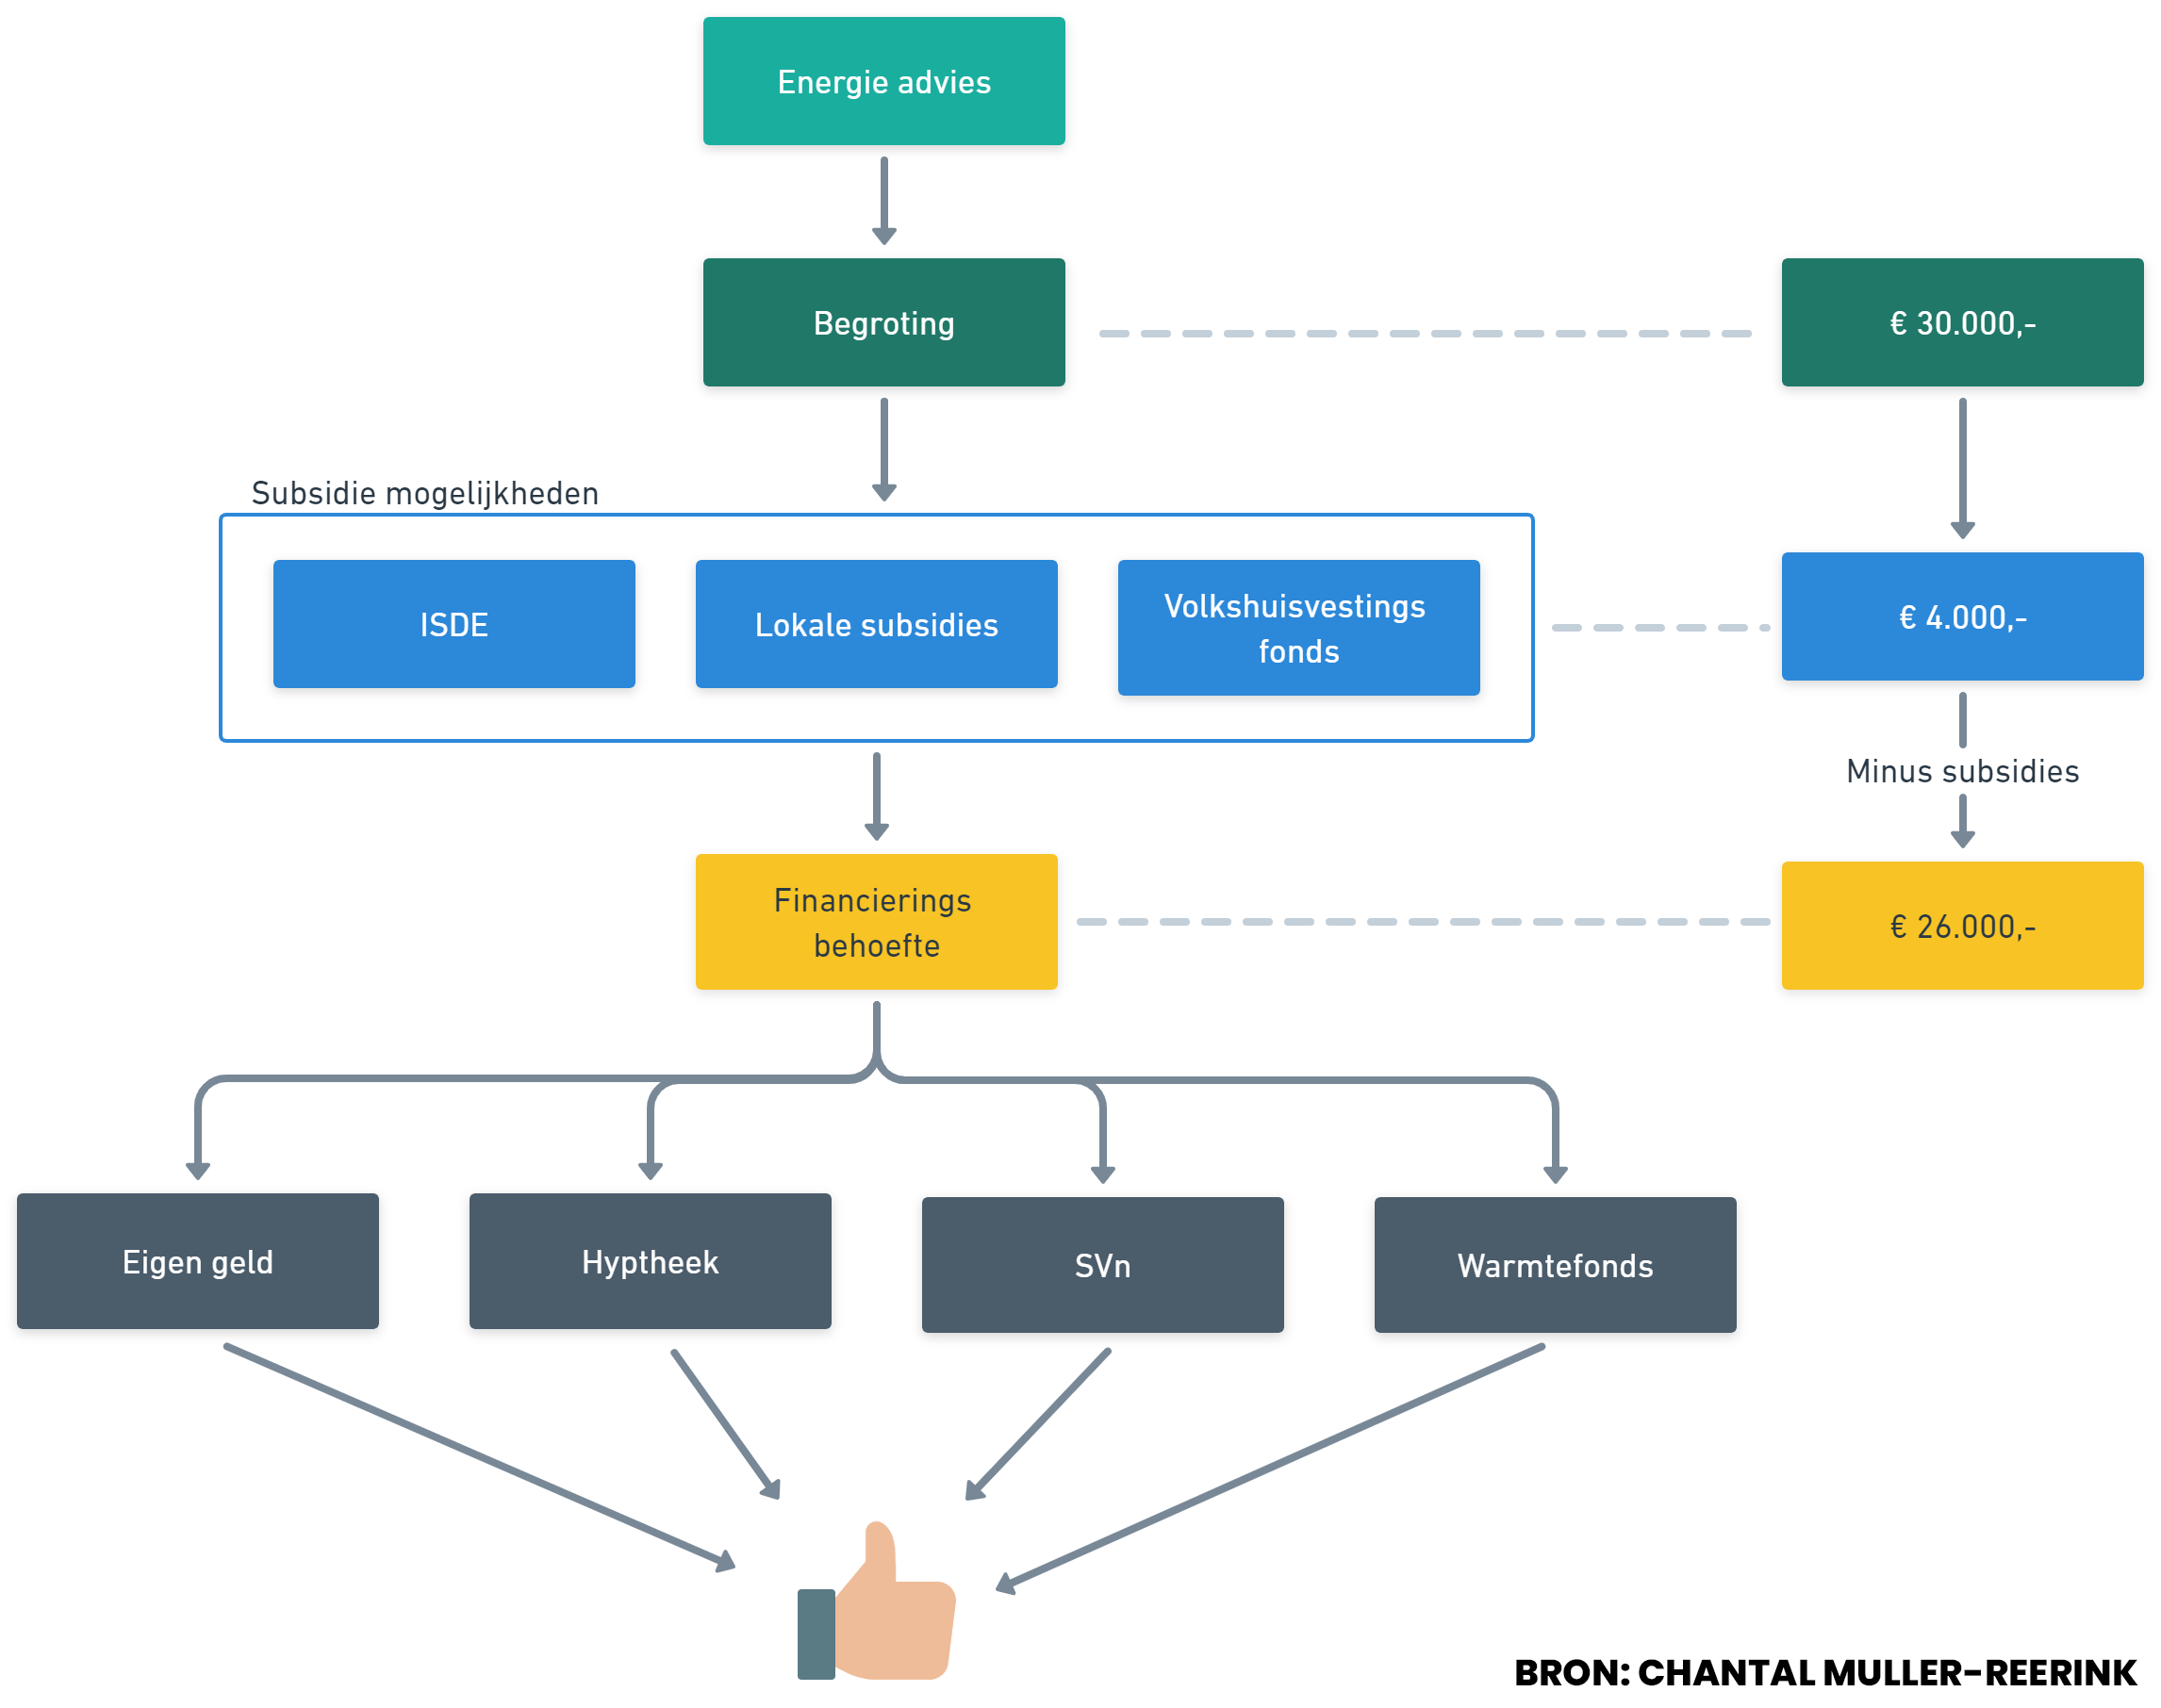 Energie advies
Begroting
€ 30.000,-
Subsidie mogelijkheden
ISDE
Lokale subsidies
Volkshuisvestings
fonds
€ 4.000,-
Minus subsidies
Financierings
behoefte
€ 26.000,-
Eigen geld
Hyptheek
SVn
Warmtefonds
BRON: CHANTAL MULLER-REERINK